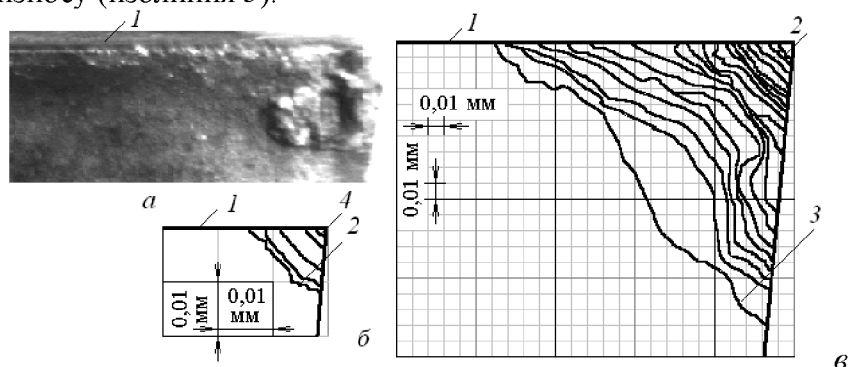 износу (изолиния 3).
1
1
2
0,01 мм
0,01 мм
а
1
4
2
3
0,01 мм
0,01 мм
б
в